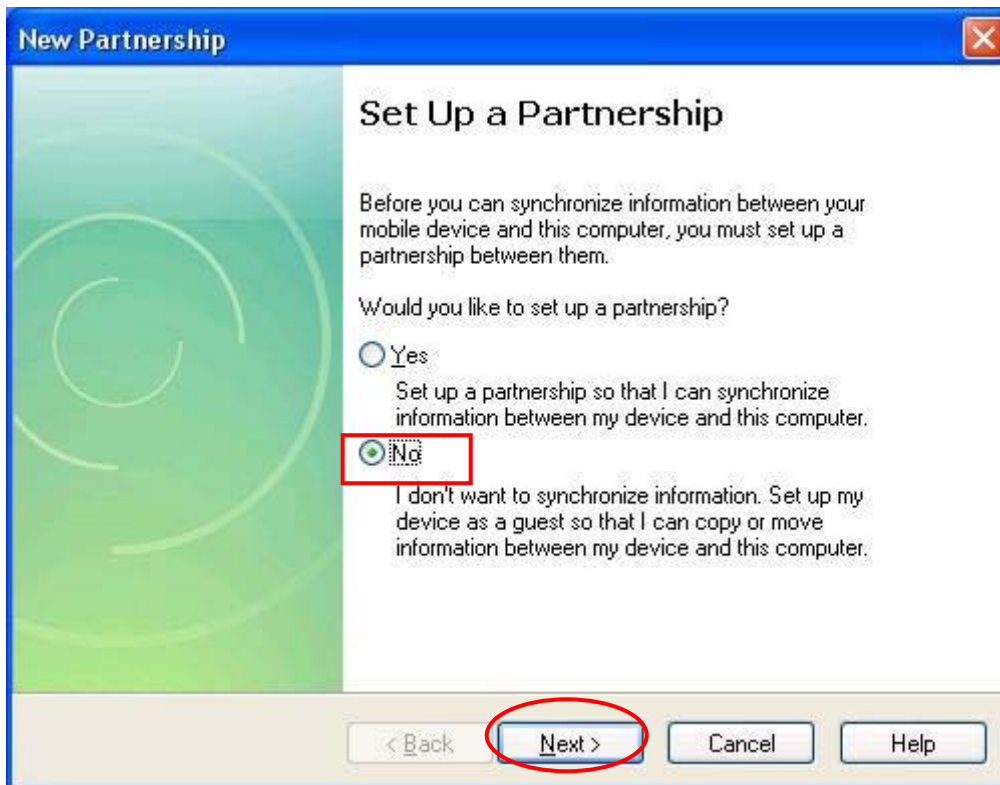 New Partnership
Set Up a Partnership
Before you can synchronize information between your
mobile device and this computer, you must set up a
partnership between them.
Would you like to set up a partnership?
Yes
Set up a partnership so that I can synchronize
information between my device and this computer.
No
I don't want to synchronize information. Set up my
device as a guest so that I can copy or move
information between my device and this computer.
< Back Next > Cancel Help